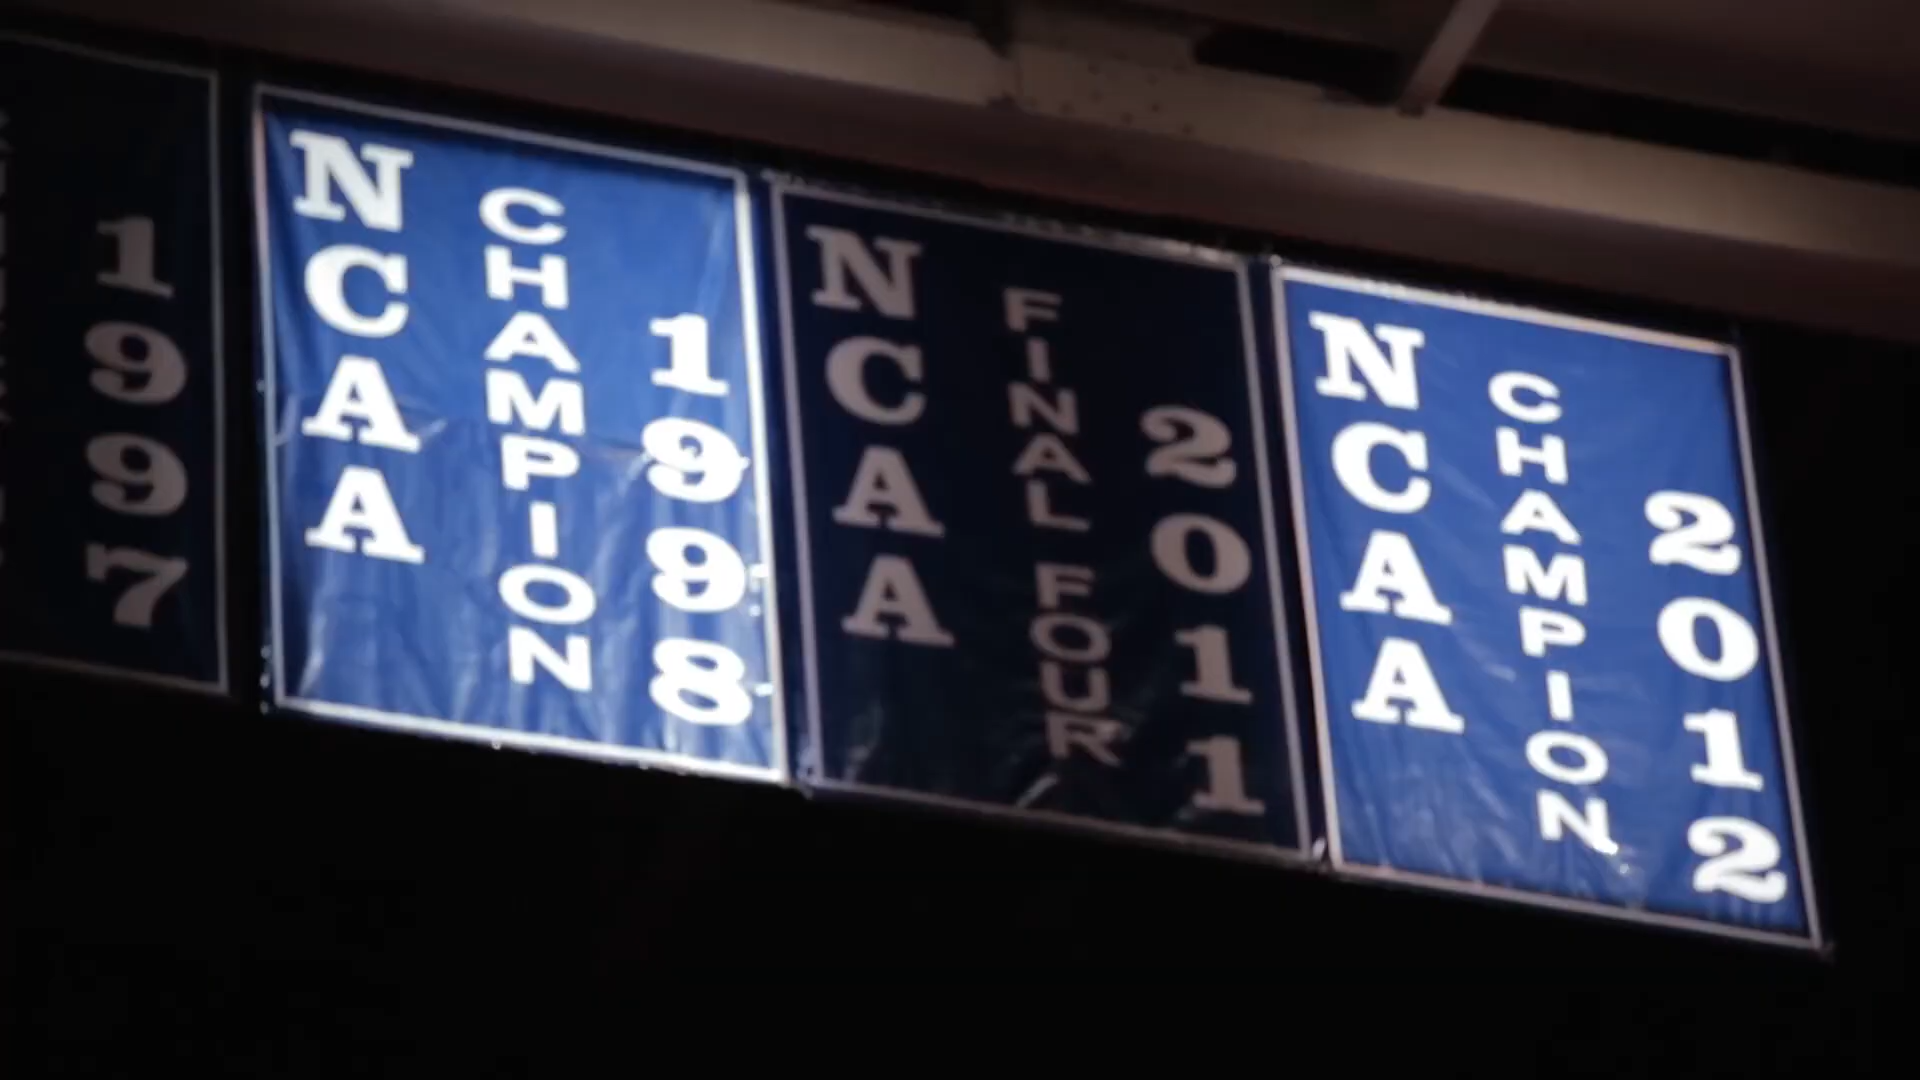 1997
NCAA
CHAMPION
1998
NCAA
FINAL FOUR
2011
NCAA
CHAMPION
2012